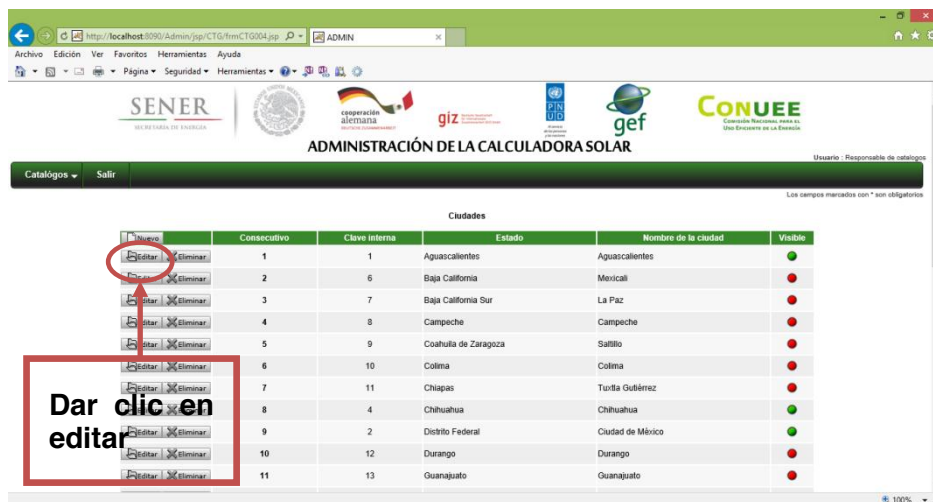 http://localhost:8090/Admin/jsp/CTG/frmCTG004.jsp ADMIN
Archivo Edición Ver Favoritos Herramientas Ayuda
Página Seguridad Herramientas
SENER
SECRETARÍA DE ENERGÍA
cooperación
alemana
DEUTSCHE ZUSAMMENARBEIT
giz
PNUD
gef
CONUEE
COMISIÓN NACIONAL PARA EL
USO EFICIENTE DE LA ENERGÍA
ADMINISTRACIÓN DE LA CALCULADORA SOLAR
Usuario : Responsable de catalogos
Catalógos Salir
Los campos marcados con * son obligatorios
Ciudades
Nuevo Consecutivo Clave interna Estado Nombre de la ciudad Visible
Editar Eliminar 1 1 Aguascalientes Aguascalientes
Editar Eliminar 2 6 Baja California Mexicali
Editar Eliminar 3 7 Baja California Sur La Paz
Editar Eliminar 4 8 Campeche Campeche
Editar Eliminar 5 9 Coahuila de Zaragoza Saltillo
Editar Eliminar 6 10 Colima Colima
Editar Eliminar 7 11 Chiapas Tuxtla Gutiérrez
Editar Eliminar 8 4 Chihuahua Chihuahua
Editar Eliminar 9 2 Distrito Federal Ciudad de México
Editar Eliminar 10 12 Durango Durango
Editar Eliminar 11 13 Guanajuato Guanajuato
Dar clic en
editar
100%